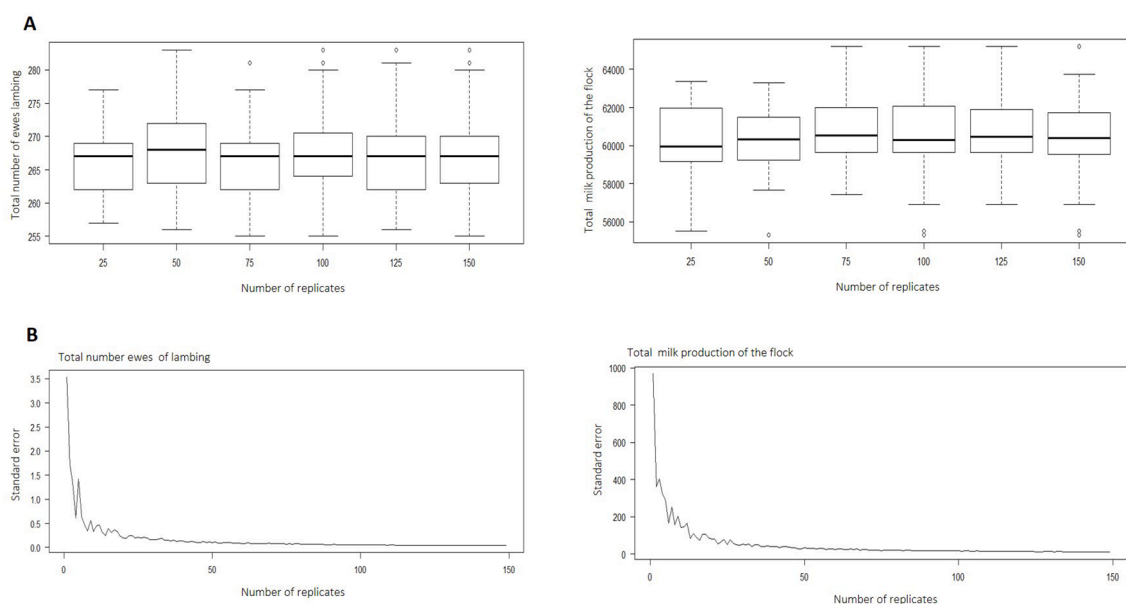 A
Total number of ewes lambing
280
275
270
265
260
255
25 50 75 100 125 150
Number of replicates
Total milk production of the flock
64000
62000
60000
58000
56000
25 50 75 100 125 150
Number of replicates
B
Total number ewes of lambing
Standard error
3.5
3.0
2.5
2.0
1.5
1.0
0.5
0.0
0 50 100 150
Number of replicates
Total milk production of the flock
Standard error
1000
800
600
400
200
0
0 50 100 150
Number of replicates